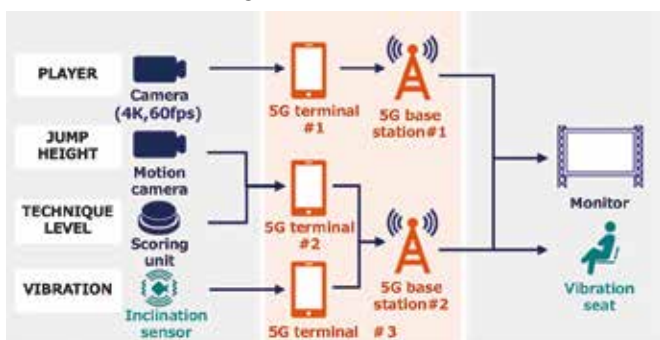 PLAYER
Camera
(4K,60fps)
5G terminal
#1
5G base
station#1
JUMP
HEIGHT
Motion
camera
5G terminal
#2
Monitor
TECHNIQUE
LEVEL
Scoring
unit
5G base
station#2
VIBRATION
Inclination
sensor
5G terminal #3
Vibration
seat